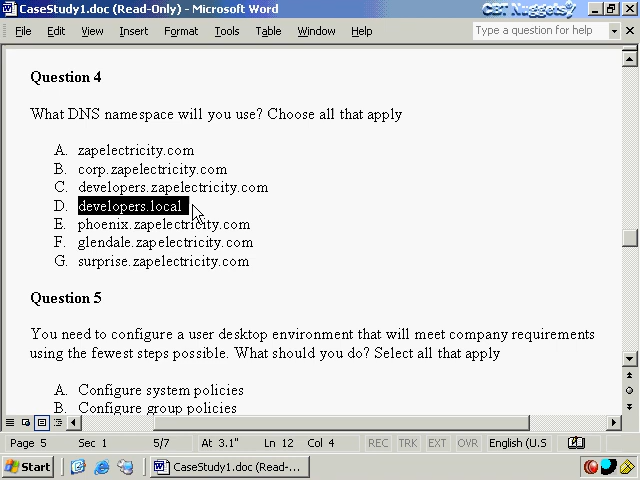 CaseStudy1.doc (Read-Only) - Microsoft Word
CBT Nuggets
File Edit View Insert Format Tools Table Window Help
Type a question for help
Question 4
What DNS namespace will you use? Choose all that apply
A. zapelectricity.com
B. corp.zapelectricity.com
C. developers.zapelectricity.com
D. developers.local
E. phoenix.zapelectricity.com
F. glendale.zapelectricity.com
G. surprise.zapelectricity.com
Question 5
You need to configure a user desktop environment that will meet company requirements
using the fewest steps possible. What should you do? Select all that apply
A. Configure system policies
B. Configure group policies
Page 5 Sec 1 5/7 At 3.1" Ln 12 Col 4 REC TRK EXT OVR English (U.S
Start CaseStudy1.doc (Read-...